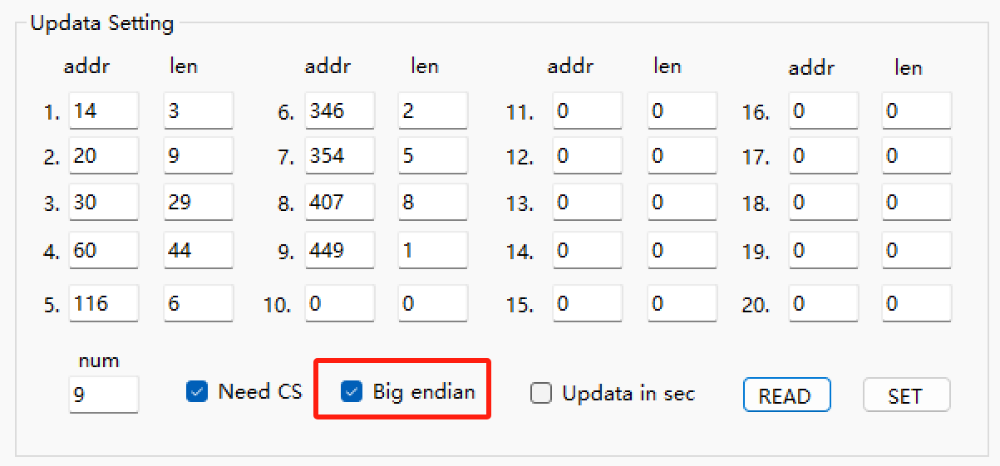 Updata Setting
addr len addr len addr len addr len
1. 14 3 6. 346 2 11. 0 0 16. 0 0
2. 20 9 7. 354 5 12. 0 0 17. 0 0
3. 30 29 8. 407 8 13. 0 0 18. 0 0
4. 60 44 9. 449 1 14. 0 0 19. 0 0
5. 116 6 10. 0 0 15. 0 0 20. 0 0
num
9 Need CS Big endian Updata in sec READ SET